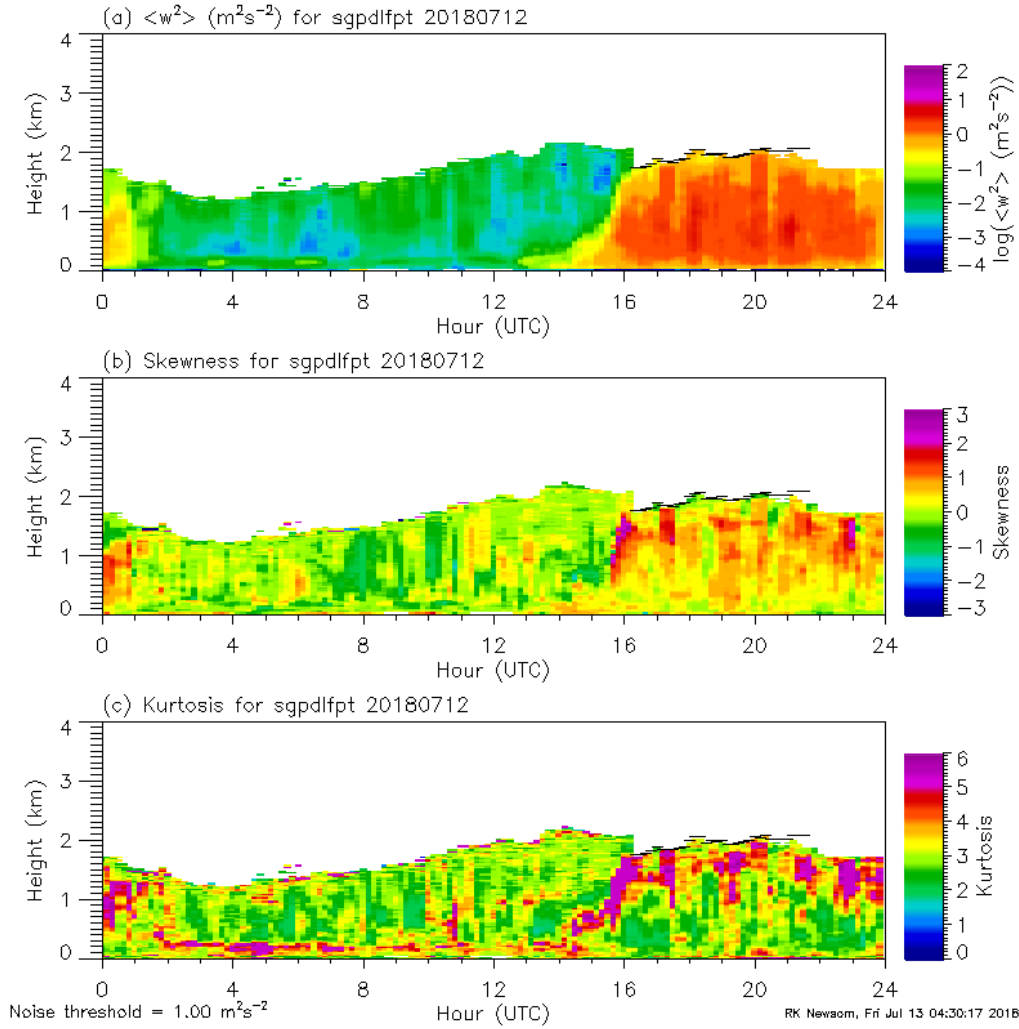 (a) <w²> (m²s⁻²) for sgpdlfpt 20180712
4
3
2
1
0
Height (km)
0 4 8 12 16 20 24
Hour (UTC)
2
1
0
−1
−2
−3
−4
log(<w²> (m²s⁻²))
(b) Skewness for sgpdlfpt 20180712
4
3
2
1
0
Height (km)
0 4 8 12 16 20 24
Hour (UTC)
3
2
1
0
−1
−2
−3
Skewness
(c) Kurtosis for sgpdlfpt 20180712
4
3
2
1
0
Height (km)
0 4 8 12 16 20 24
Hour (UTC)
6
5
4
3
2
1
0
Kurtosis
Noise threshold = 1.00 m²s⁻²
RK Newsom, Fri Jul 13 04:30:17 2018